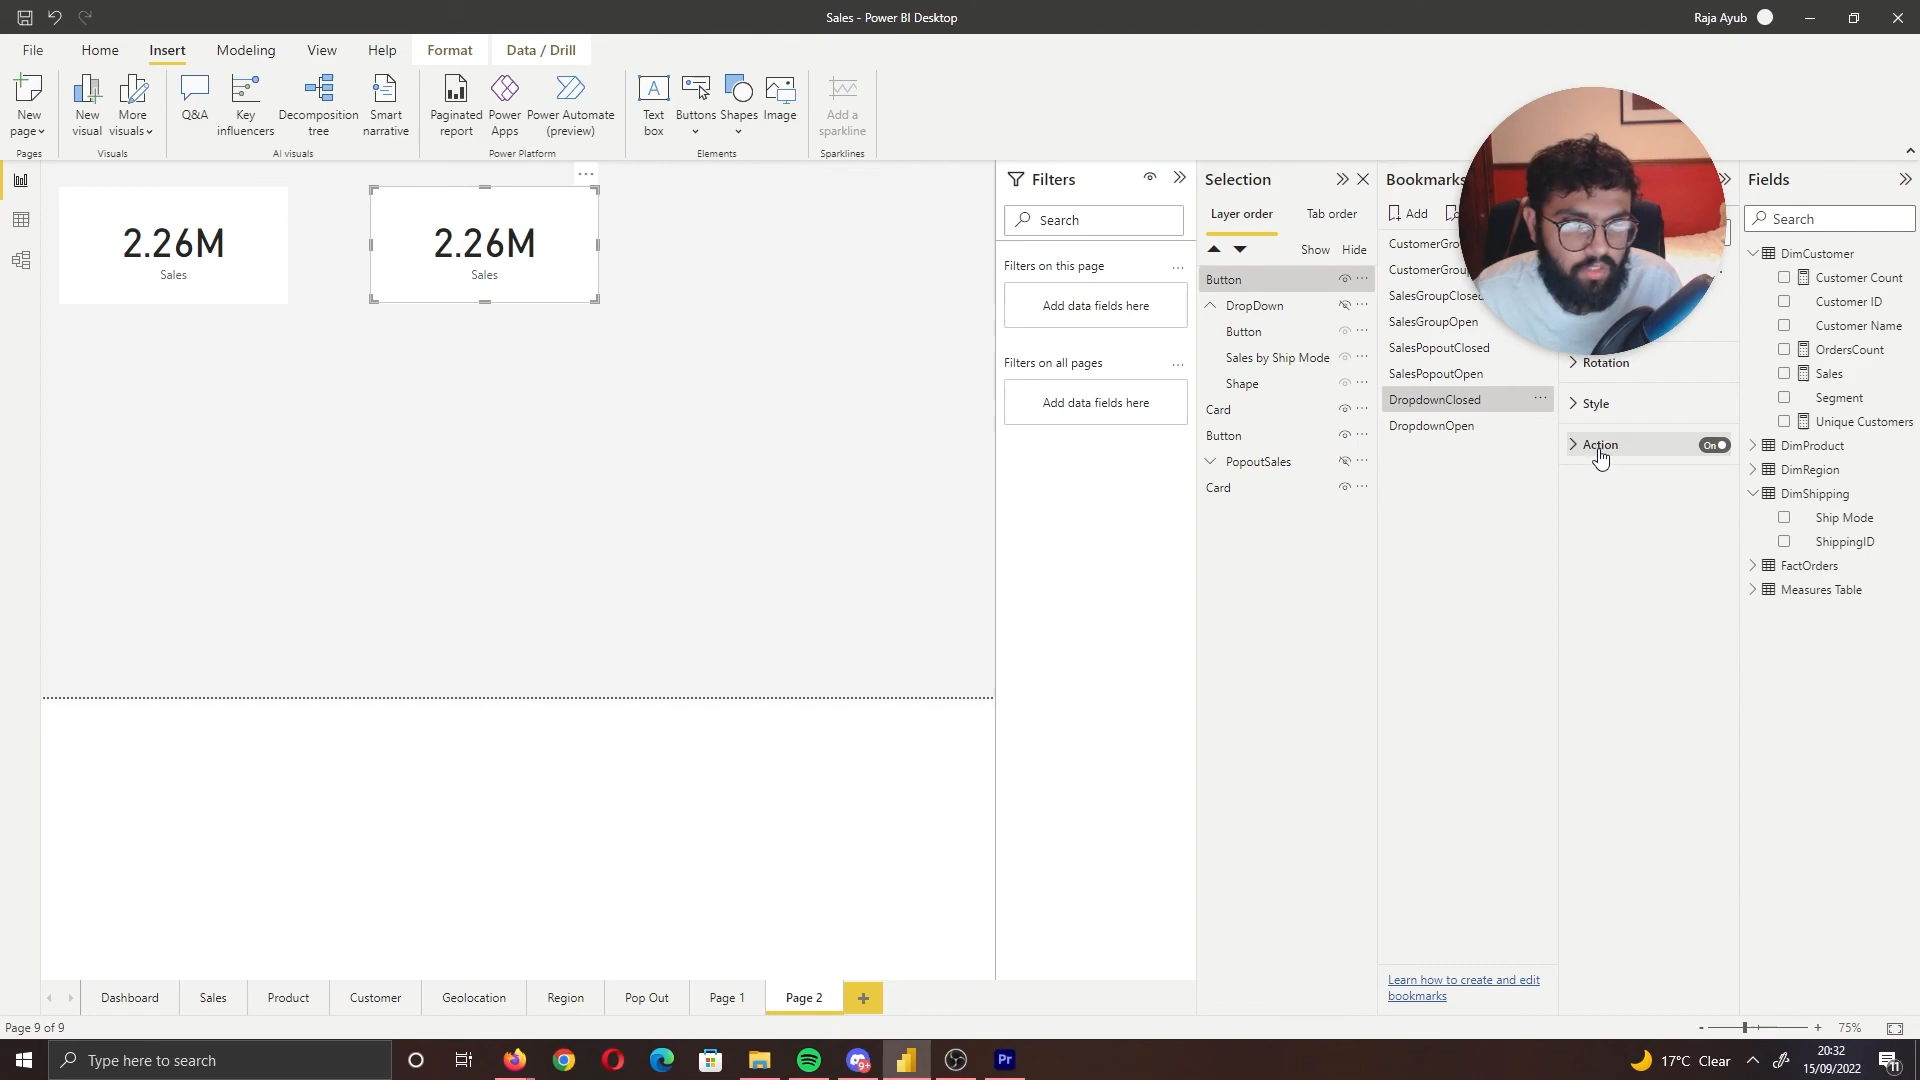 Sales - Power BI Desktop
Raja Ayub
File
Home
Insert
Modeling
View
Help
Format
Data / Drill
New page
New visual
More visuals
Q&A
Key influencers
Decomposition tree
Smart narrative
Paginated report
Power Apps
Power Automate (preview)
Text box
Buttons
Shapes
Image
Add a sparkline
Pages
Visuals
AI visuals
Power Platform
Elements
Sparklines
2.26M
Sales
2.26M
Sales
Filters
Search
Filters on this page
Add data fields here
Filters on all pages
Add data fields here
Selection
Layer order
Tab order
Show
Hide
Button
DropDown
Button
Sales by Ship Mode
Shape
Card
Button
PopoutSales
Card
Bookmarks
Add
CustomerGro
CustomerGroup
SalesGroupClosed
SalesGroupOpen
SalesPopoutClosed
SalesPopoutOpen
DropdownClosed
DropdownOpen
Learn how to create and edit
bookmarks
Rotation
Style
Action
On
Fields
Search
DimCustomer
Customer Count
Customer ID
Customer Name
OrdersCount
Sales
Segment
Unique Customers
DimProduct
DimRegion
DimShipping
Ship Mode
ShippingID
FactOrders
Measures Table
Dashboard
Sales
Product
Customer
Geolocation
Region
Pop Out
Page 1
Page 2
Page 9 of 9
75%
Type here to search
Pr
17°C Clear
20:32
15/09/2022